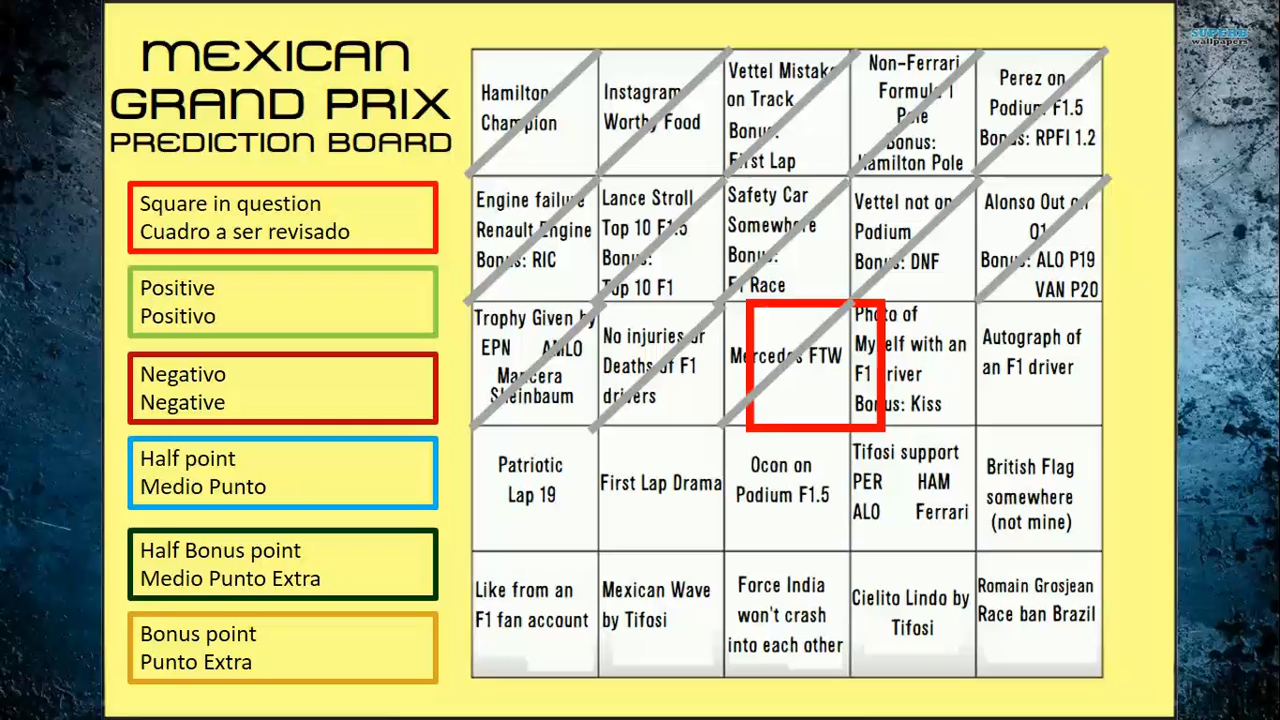 MEXICAN
GRAND PRIX
PREDICTION BOARD
Square in question
Cuadro a ser revisado
Positive
Positivo
Negativo
Negative
Half point
Medio Punto
Half Bonus point
Medio Punto Extra
Bonus point
Punto Extra
Hamilton
Champion
Instagram
Worthy Food
Vettel Mistake
on Track
Bonus:
First Lap
Non-Ferrari
Formula 1
Pole
Bonus:
Hamilton Pole
Perez on
Podium F1.5
Bonus: RPFI 1.2
Engine failure
Renault Engine
Bonus: RIC
Lance Stroll
Top 10 F1.5
Bonus:
Top 10 F1
Safety Car
Somewhere
Bonus:
F1 Race
Vettel not on
Podium
Bonus: DNF
Alonso Out on
Q1
Bonus: ALO P19
VAN P20
Trophy Given by
EPN AMLO
Mancera
Sheinbaum
No injuries or
Deaths of F1
drivers
Mercedes FTW
Photo of
Myself with an
F1 driver
Bonus: Kiss
Autograph of
an F1 driver
Patriotic
Lap 19
First Lap Drama
Ocon on
Podium F1.5
Tifosi support
PER HAM
ALO Ferrari
British Flag
somewhere
(not mine)
Like from an
F1 fan account
Mexican Wave
by Tifosi
Force India
won't crash
into each other
Cielito Lindo by
Tifosi
Romain Grosjean
Race ban Brazil
SUPERB
wallpapers